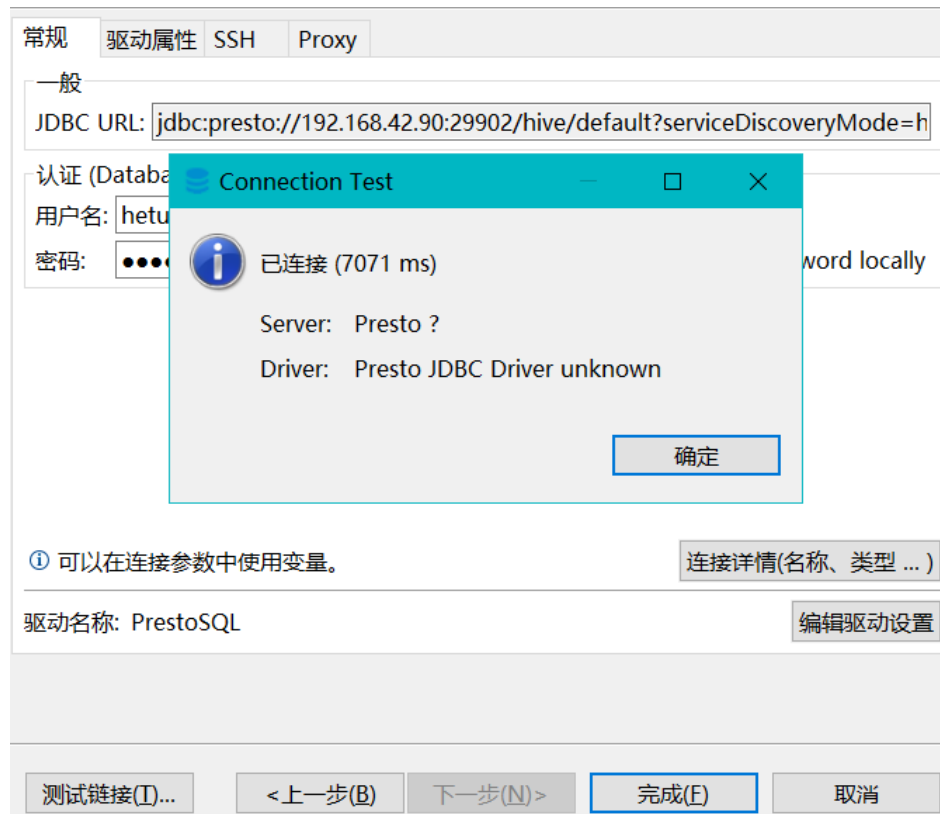 常规 驱动属性 SSH Proxy
一般
JDBC URL: jdbc:presto://192.168.42.90:29902/hive/default?serviceDiscoveryMode=h
认证 (Databa
Connection Test
用户名: hetu
密码: ●●●● word locally
已连接 (7071 ms)
Server: Presto ?
Driver: Presto JDBC Driver unknown
确定
可以在连接参数中使用变量。 连接详情(名称、类型 ... )
驱动名称: PrestoSQL 编辑驱动设置
测试链接(T)... <上一步(B) 下一步(N)> 完成(F) 取消